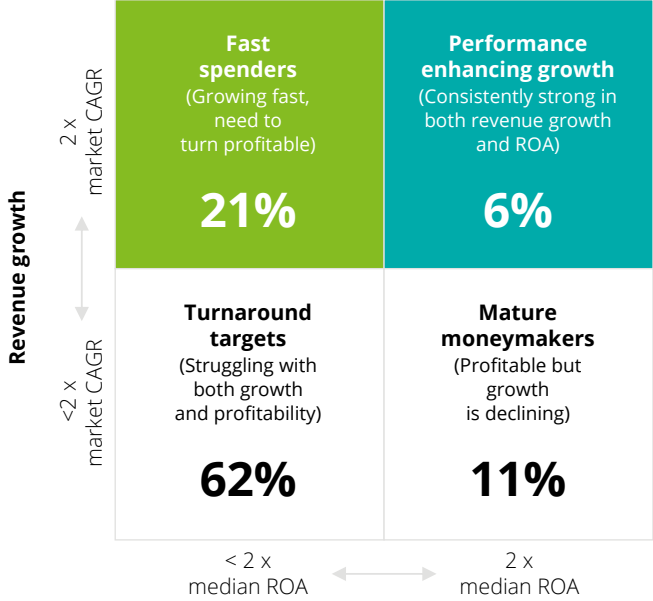 Fast
spenders
(Growing fast,
need to
turn profitable)
21%
Performance
enhancing growth
(Consistently strong in
both revenue growth
and ROA)
6%
2 x
market CAGR
Revenue growth
<2 x
market CAGR
Turnaround
targets
(Struggling with
both growth
and profitability)
62%
Mature
moneymakers
(Profitable but
growth
is declining)
11%
< 2 x
median ROA
2 x
median ROA